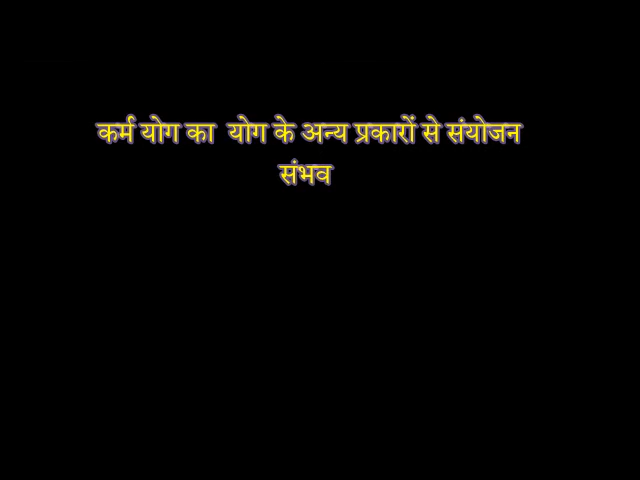 कर्म योग का  योग के अन्य प्रकारों से संयोजन
संभव